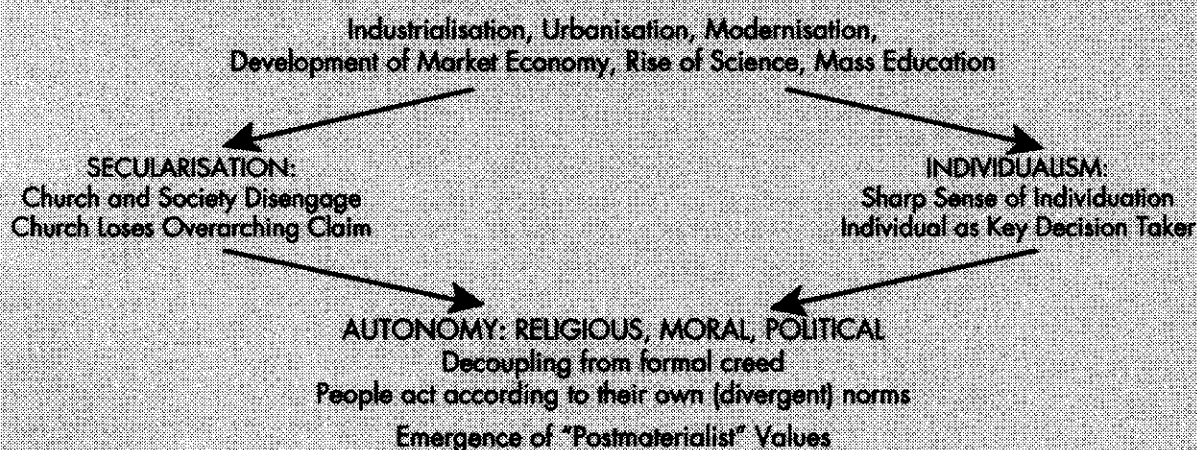 Industrialisation, Urbanisation, Modernisation,
Development of Market Economy, Rise of Science, Mass Education
SECULARISATION:
Church and Society Disengage
Church Loses Overarching Claim
INDIVIDUALISM:
Sharp Sense of Individuation
Individual as Key Decision Taker
AUTONOMY: RELIGIOUS, MORAL, POLITICAL
Decoupling from formal creed
People act according to their own (divergent) norms
Emergence of "Postmaterialist" Values